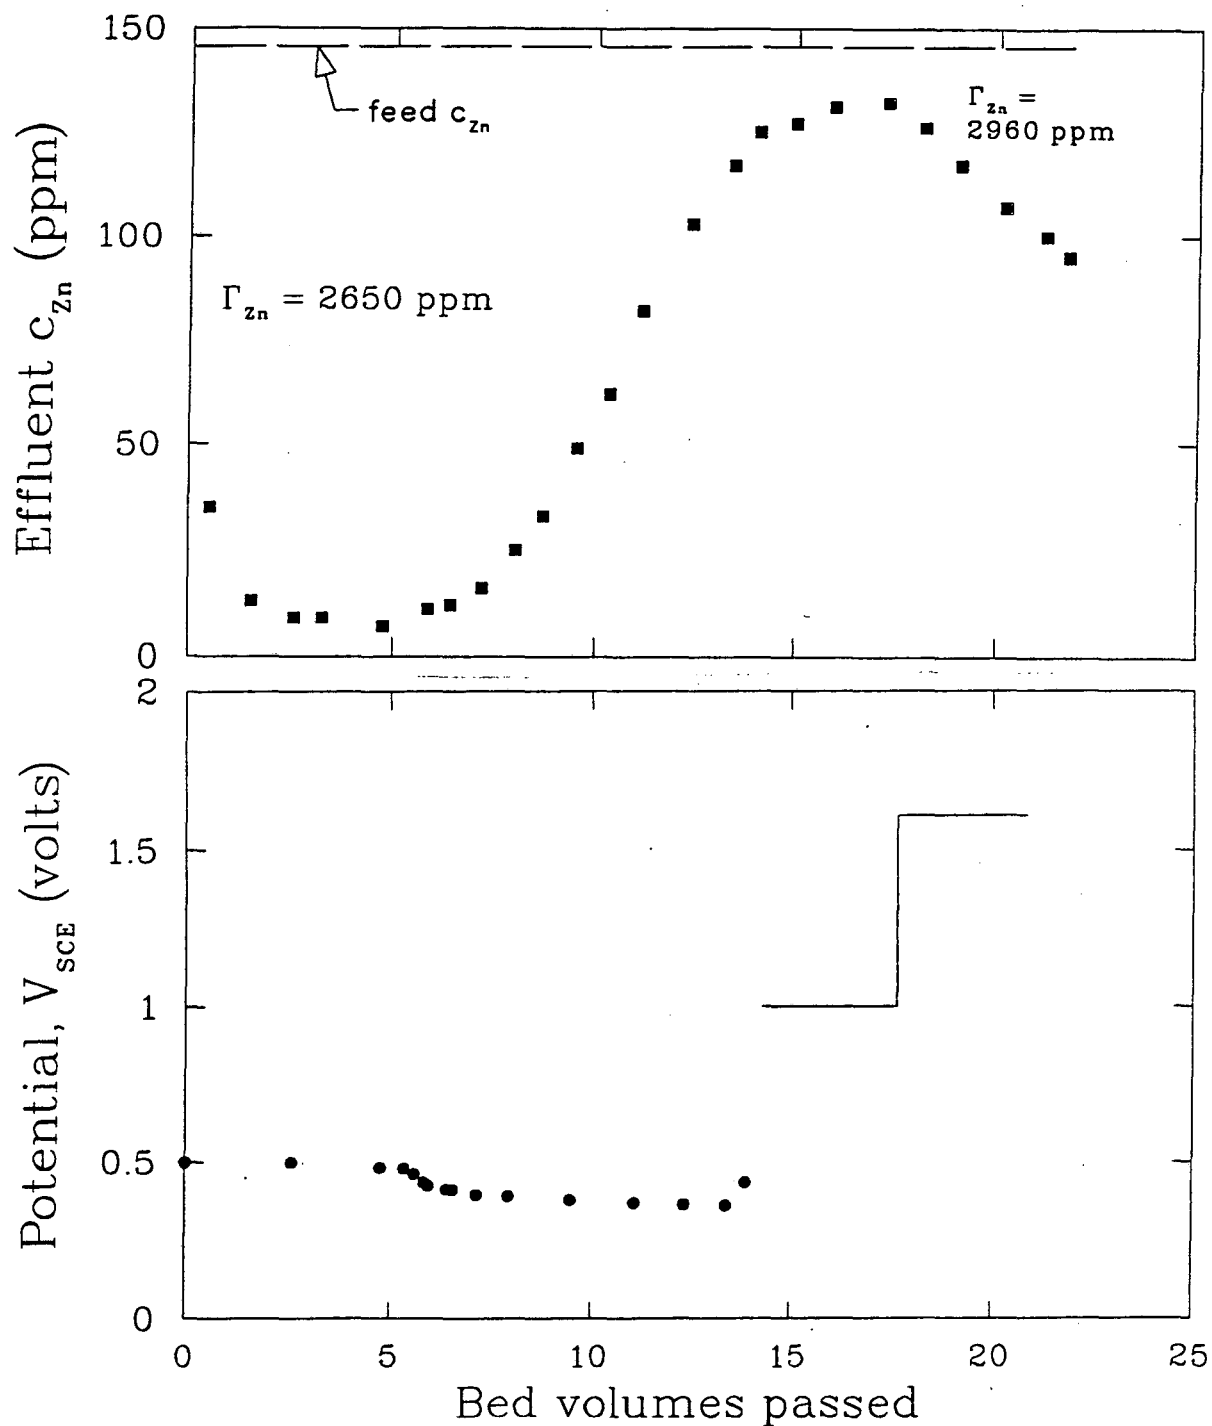 150
100
50
0
Effluent c_Zn (ppm)
feed c_Zn
Γ_Zn =
2960 ppm
Γ_Zn = 2650 ppm
2
1.5
1
0.5
0
Potential, V_SCE (volts)
0 5 10 15 20 25
Bed volumes passed